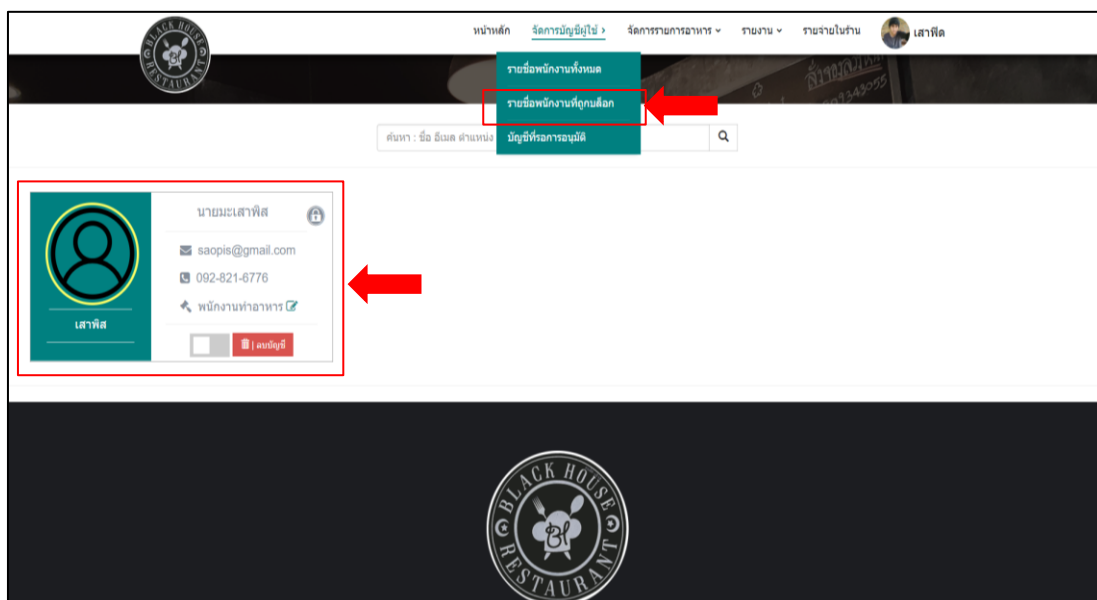 BLACK HOUSE
RESTAURANT
หน้าหลัก จัดการบัญชีผู้ใช้ › จัดการรายการอาหาร รายงาน รายจ่ายในร้าน เสาฟีต
รายชื่อพนักงานทั้งหมด
รายชื่อพนักงานที่ถูกบล็อก
บัญชีที่รอการอนุมัติ
ค้นหา : ชื่อ อีเมล ตำแหน่ง
นายมะเสาพิส
saopis@gmail.com
092-821-6776
พนักงานทำอาหาร
เสาพิส
| ลบบัญชี
BLACK HOUSE
BH
RESTAURANT